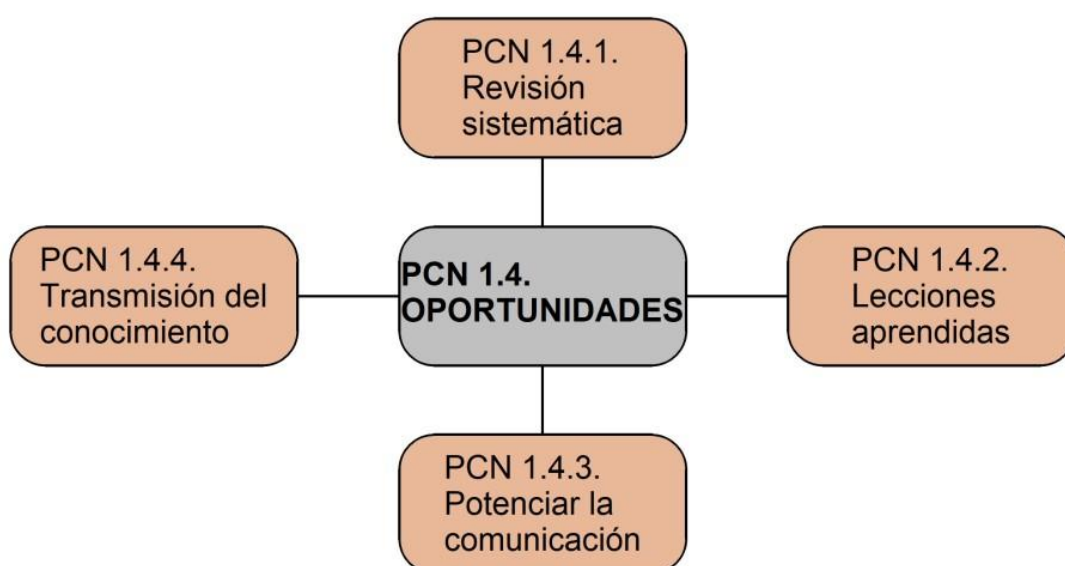 PCN 1.4.1.
Revisión
sistemática
PCN 1.4.4.
Transmisión del
conocimiento
PCN 1.4.
OPORTUNIDADES
PCN 1.4.2.
Lecciones
aprendidas
PCN 1.4.3.
Potenciar la
comunicación